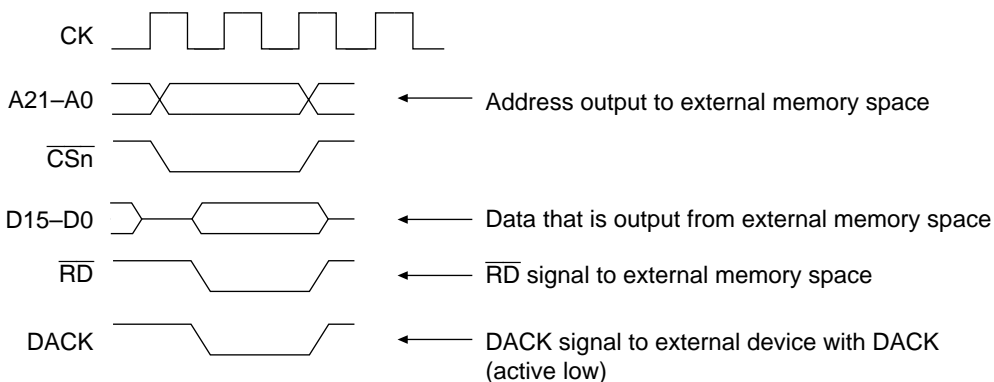 CK
A21–A0 Address output to external memory space
CSn
D15–D0 Data that is output from external memory space
RD RD signal to external memory space
DACK DACK signal to external device with DACK
(active low)